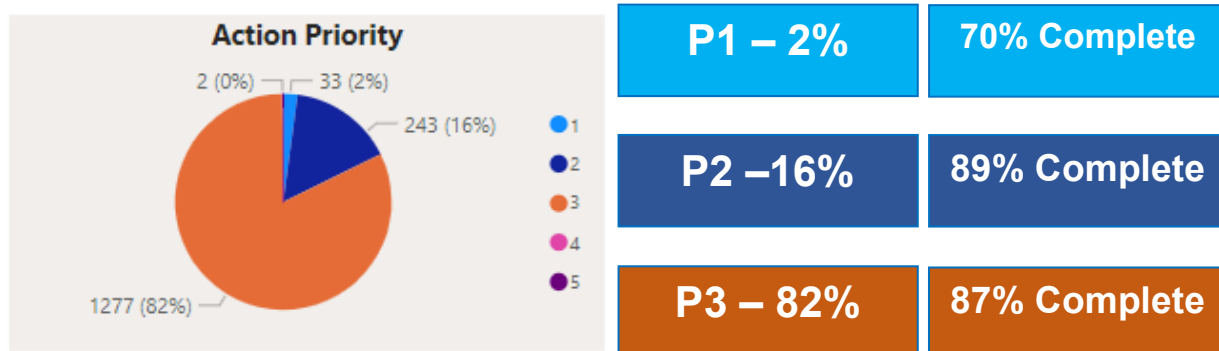 Action Priority
2 (0%)
33 (2%)
243 (16%)
1277 (82%)
1
2
3
4
5
P1 – 2%
70% Complete
P2 –16%
89% Complete
P3 – 82%
87% Complete